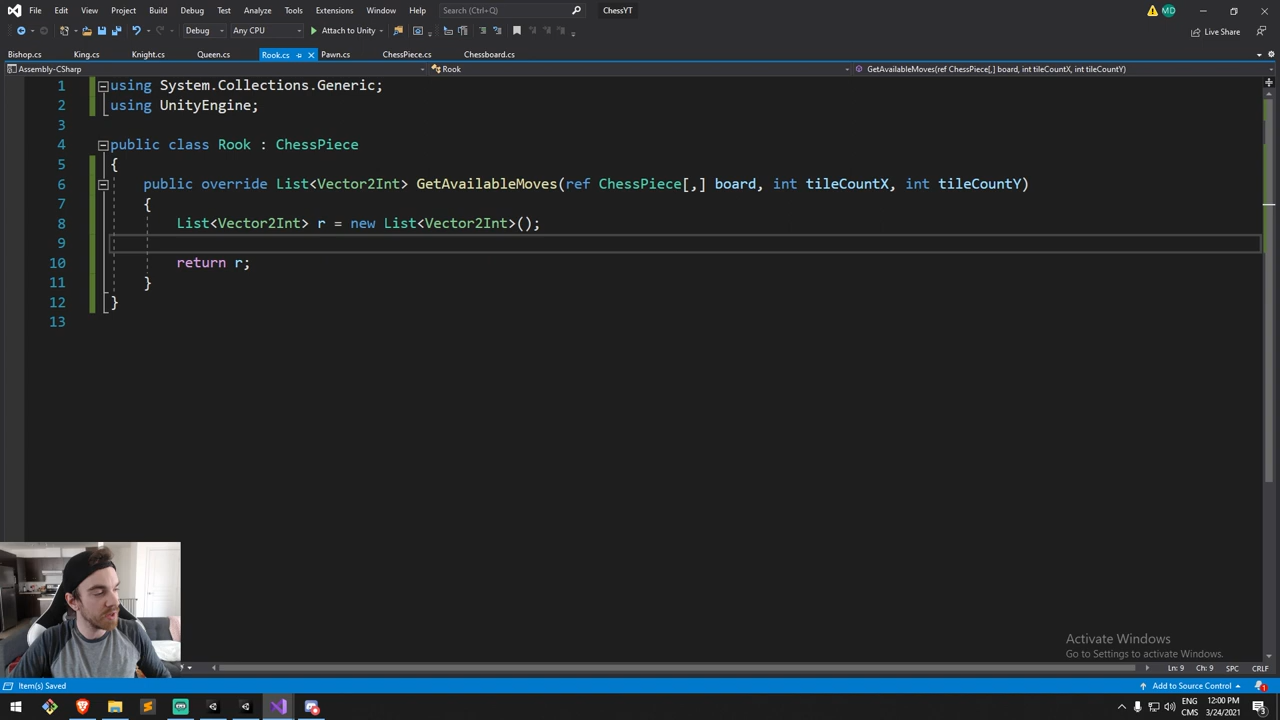 File Edit View Project Build Debug Test Analyze Tools Extensions Window Help Search (Ctrl+Q) ChessYT MD
Debug Any CPU Attach to Unity Live Share
Bishop.cs King.cs Knight.cs Queen.cs Rook.cs Pawn.cs ChessPiece.cs Chessboard.cs
Assembly-CSharp Rook GetAvailableMoves(ref ChessPiece[,] board, int tileCountX, int tileCountY)
1 using System.Collections.Generic;
2 using UnityEngine;
3
4 public class Rook : ChessPiece
5 {
6 public override List<Vector2Int> GetAvailableMoves(ref ChessPiece[,] board, int tileCountX, int tileCountY)
7 {
8 List<Vector2Int> r = new List<Vector2Int>();
9
10 return r;
11 }
12 }
13
Activate Windows
Go to Settings to activate Windows.
Ln: 9 Ch: 9 SPC CRLF
Item(s) Saved Add to Source Control 1
ENG 12:00 PM
CMS 3/24/2021 3